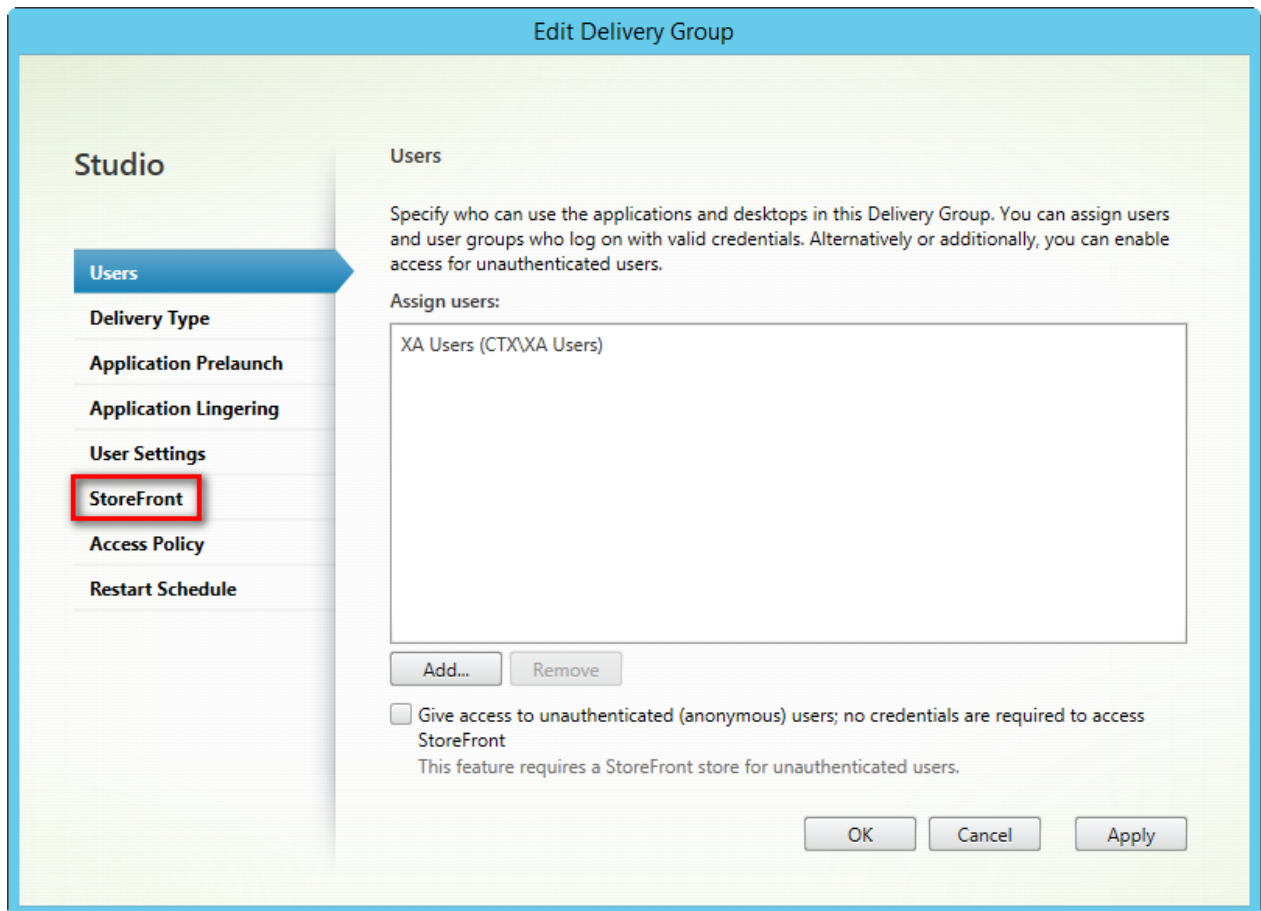 Edit Delivery Group
Studio
Users
Delivery Type
Application Prelaunch
Application Lingering
User Settings
StoreFront
Access Policy
Restart Schedule
Users
Specify who can use the applications and desktops in this Delivery Group. You can assign users
and user groups who log on with valid credentials. Alternatively or additionally, you can enable
access for unauthenticated users.
Assign users:
XA Users (CTX\XA Users)
Add...
Remove
Give access to unauthenticated (anonymous) users; no credentials are required to access
StoreFront
This feature requires a StoreFront store for unauthenticated users.
OK
Cancel
Apply